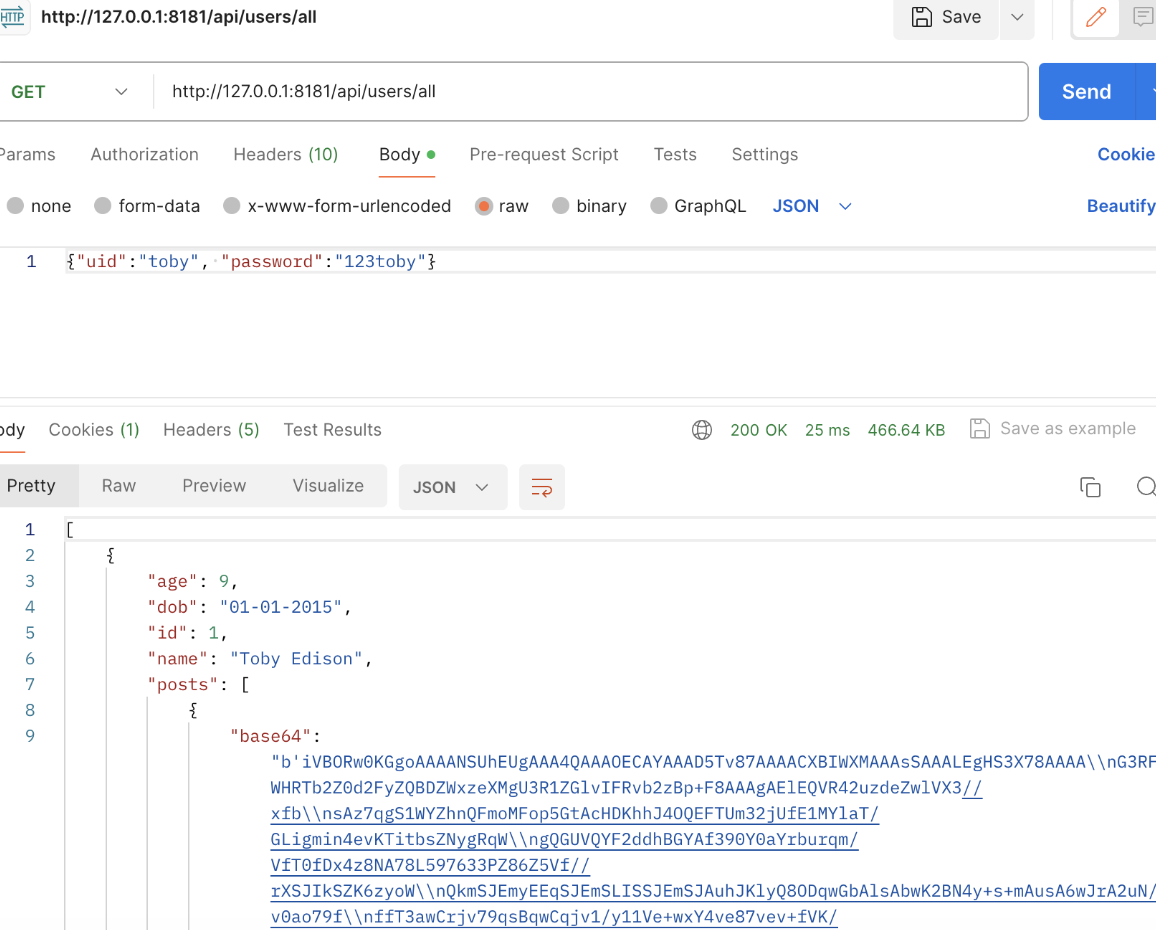 HTTP http://127.0.0.1:8181/api/users/all Save
GET http://127.0.0.1:8181/api/users/all Send
Params Authorization Headers (10) Body Pre-request Script Tests Settings Cookie
none form-data x-www-form-urlencoded raw binary GraphQL JSON Beautify
1 {"uid":"toby", "password":"123toby"}
ody Cookies (1) Headers (5) Test Results 200 OK 25 ms 466.64 KB Save as example
Pretty Raw Preview Visualize JSON
1 [
2 {
3 "age": 9,
4 "dob": "01-01-2015",
5 "id": 1,
6 "name": "Toby Edison",
7 "posts": [
8 {
9 "base64":
"b'iVBORw0KGgoAAAANSUhEUgAAA4QAAAOECAYAAAD5Tv87AAAACXBIWXMAAAsSAAALEgHS3X78AAAA\\nG3RF
WHRTb2Z0d2FyZQBDZWxzeXMgU3R1ZGlvIFRvb2zBp+F8AAAgAElEQVR42uzdeZwlVX3//
xfb\\nsAz7qgS1WYZhnQFmoMFop5GtAcHDKhhJ4OQEFTUm32jUfE1MYlaT/
GLigmin4evKTitbsZNygRqW\\ngQGUVQYF2ddhBGYAf390Y0aYrburqm/
VfT0fDx4z8NA78L597633PZ86Z5Vf//
rXSJIkSZK6zyoW\\nQkmSJEmyEEqSJEmSLISSJEmSJAuhJKlyQ8ODqwGbAlsAbwK2BN4y+s+mAusA6wJrA2uN/
v0ao79f\\nffT3awCrjv79qsBqwCqjv1/y11Ve+wxY4ve87vev+fVK/